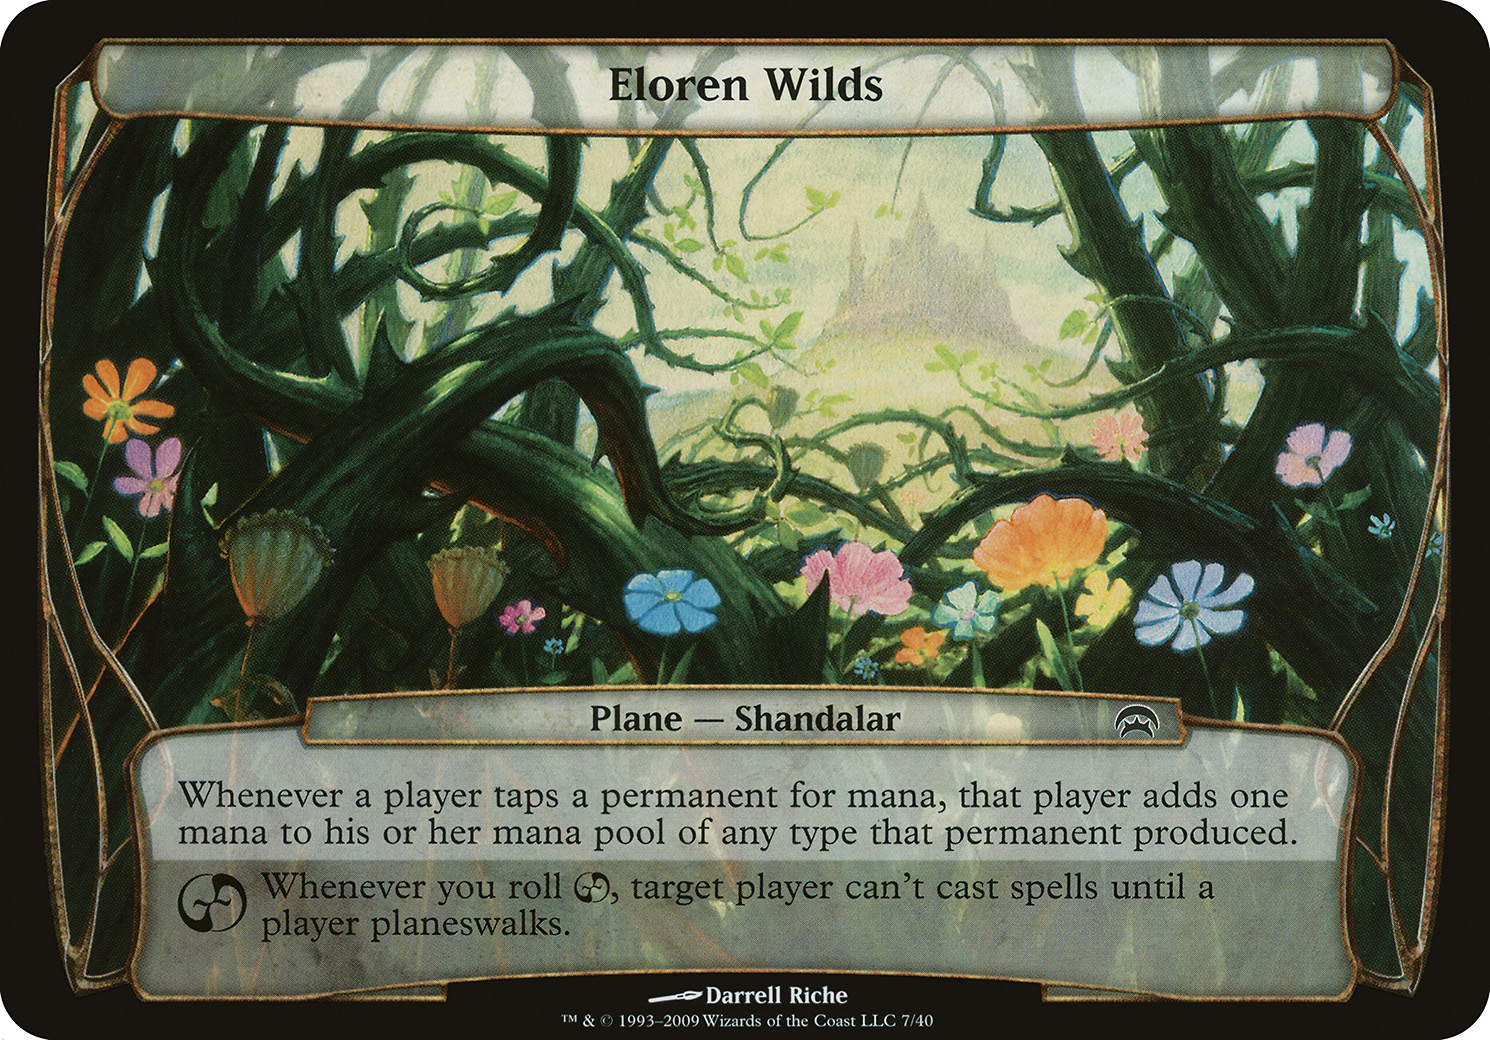 Eloren Wilds
Plane — Shandalar
Whenever a player taps a permanent for mana, that player adds one
mana to his or her mana pool of any type that permanent produced.
Whenever you roll , target player can't cast spells until a
player planeswalks.
Darrell Riche
™ & © 1993–2009 Wizards of the Coast LLC 7/40